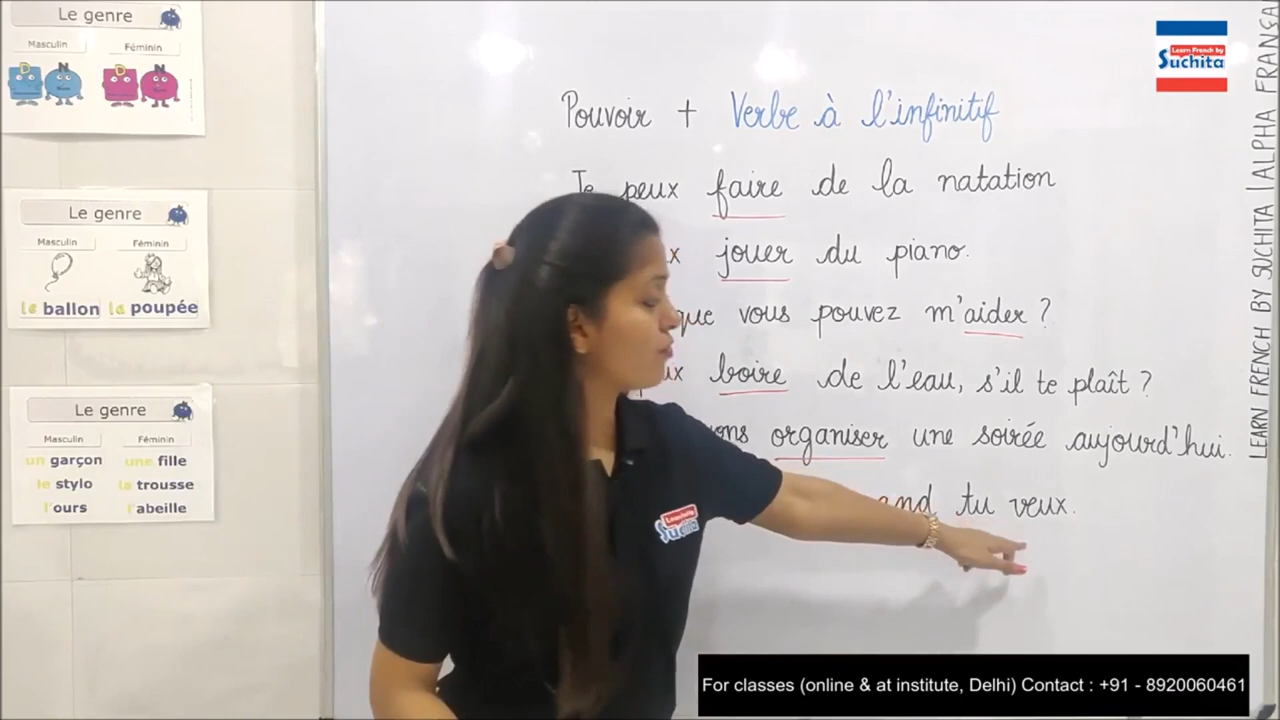 Le genre
Masculin Féminin
D N D N
Le genre
Masculin Féminin
le ballon la poupée
Le genre
Masculin Féminin
un garçon une fille
le stylo la trousse
l'ours l'abeille
Pouvoir + Verbe à l'infinitif
Je peux faire de la natation
jouer du piano.
vous pouvez m'aider ?
boire de l'eau, s'il te plaît ?
organiser une soirée aujourd'hui.
tu veux.
Learn French by
Suchita
LEARN FRENCH BY SUCHITA | ALPHA FRANÇA
Suchita
For classes (online & at institute, Delhi) Contact : +91 - 8920060461